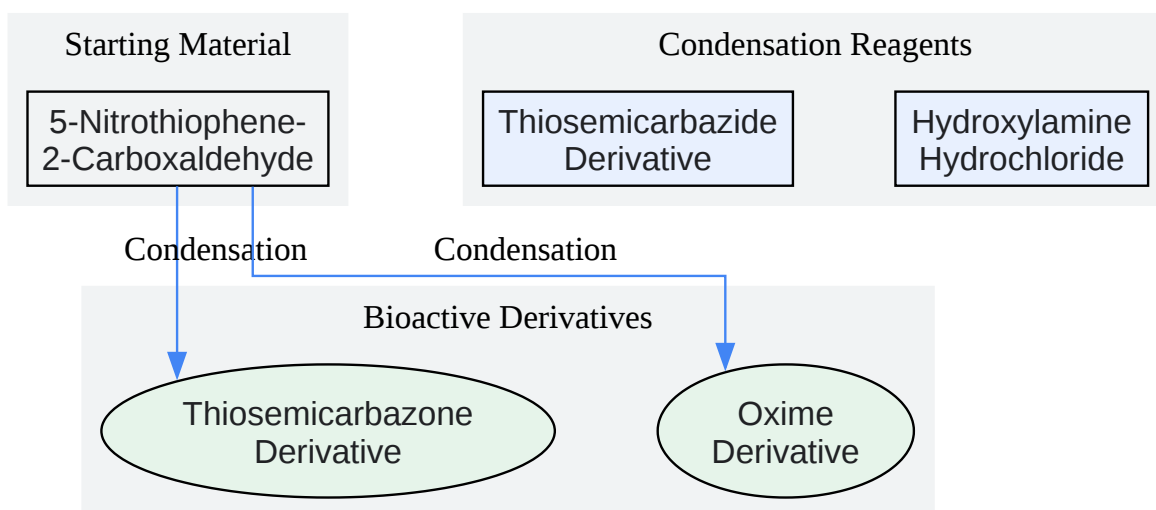 Starting Material
Condensation Reagents
5-Nitrothiophene-
2-Carboxaldehyde
Thiosemicarbazide
Derivative
Hydroxylamine
Hydrochloride
Condensation
Condensation
Bioactive Derivatives
Thiosemicarbazone
Derivative
Oxime
Derivative